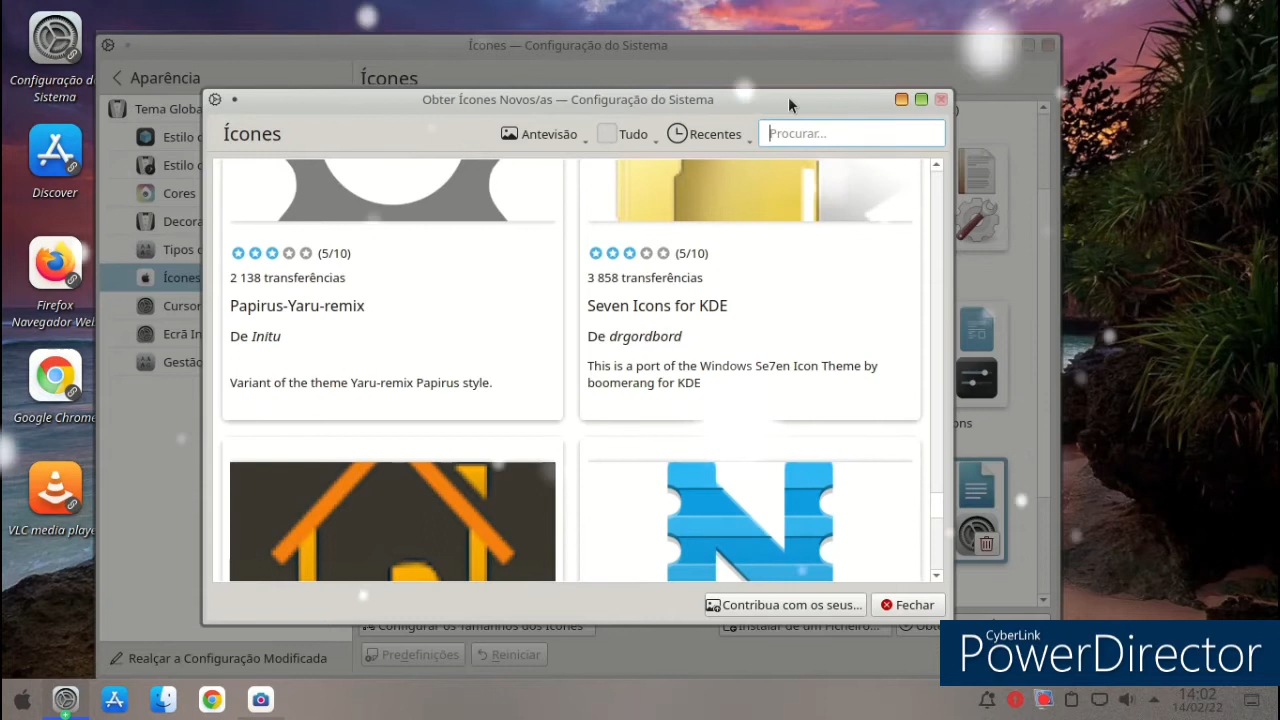 Configuração d
Sistema
Discover
Firefox
Navegador Web
Google Chrome
VLC media playe
Ícones — Configuração do Sistema
Aparência
Ícones
Tema Globa
Estilo
Estilo
Cores
Decora
Tipos
Ícones
Cursor
Ecrã In
Gestão
Obter Ícones Novos/as — Configuração do Sistema
Ícones
Antevisão
Tudo
Recentes
Procurar...
(5/10)
2 138 transferências
Papirus-Yaru-remix
De Initu
Variant of the theme Yaru-remix Papirus style.
(5/10)
3 858 transferências
Seven Icons for KDE
De drgordbord
This is a port of the Windows Se7en Icon Theme by
boomerang for KDE
ons
Contribua com os seus...
Fechar
Configurar os Tamanhos dos Ícones
Instalar de um Ficheiro...
Realçar a Configuração Modificada
Predefinições
Reiniciar
CyberLink
PowerDirector
14:02
14/02/22